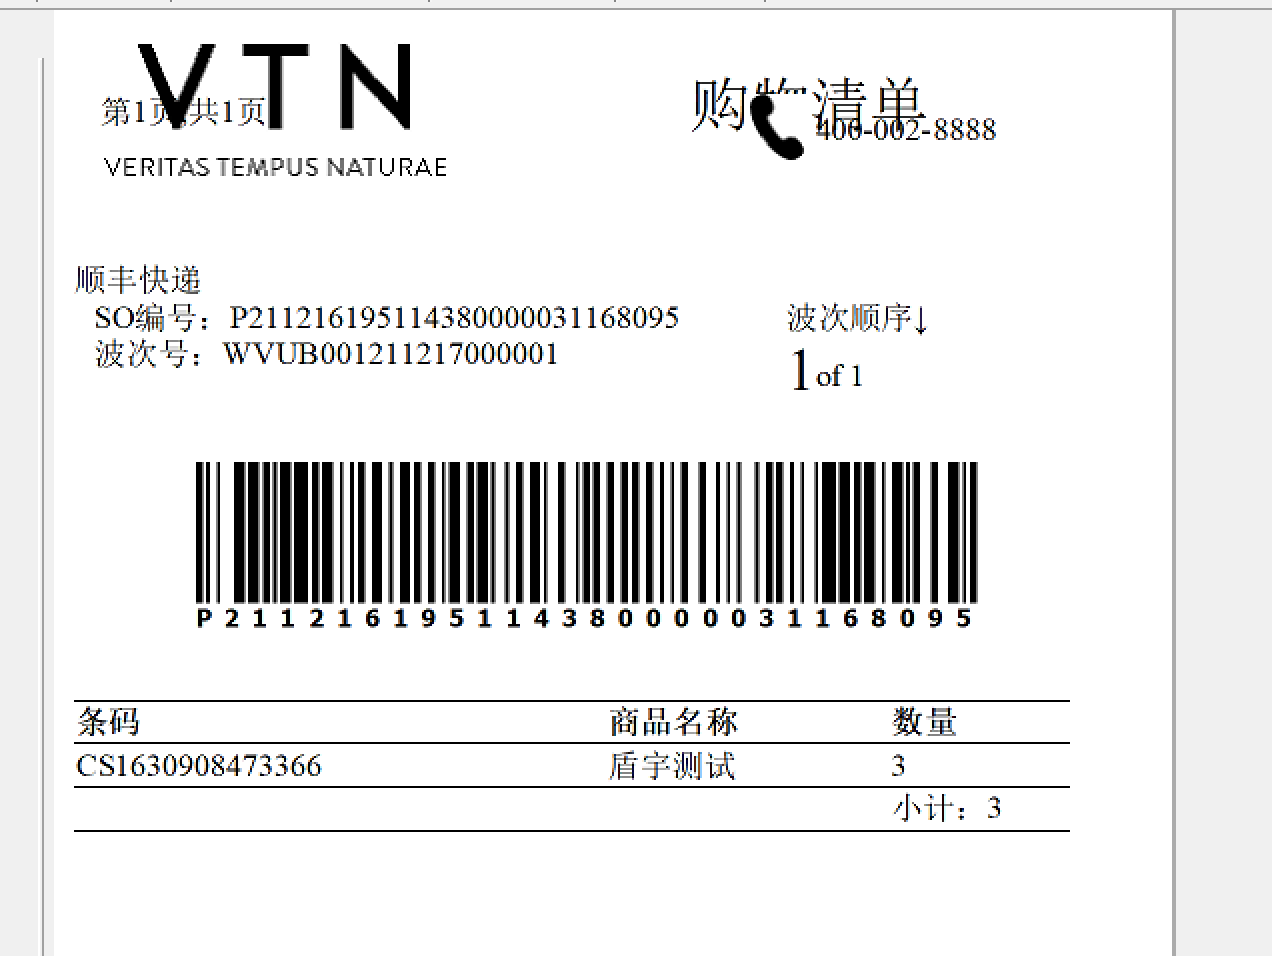 VTN
第1页 共1页
购物清单
400-002-8888
VERITAS TEMPUS NATURAE
顺丰快递
SO编号：P211216195114380000031168095
波次顺序↓
波次号：WVUB001211217000001
1 of 1
P211216195114380000031168095
条码 商品名称 数量
CS1630908473366 盾宇测试 3
小计：3